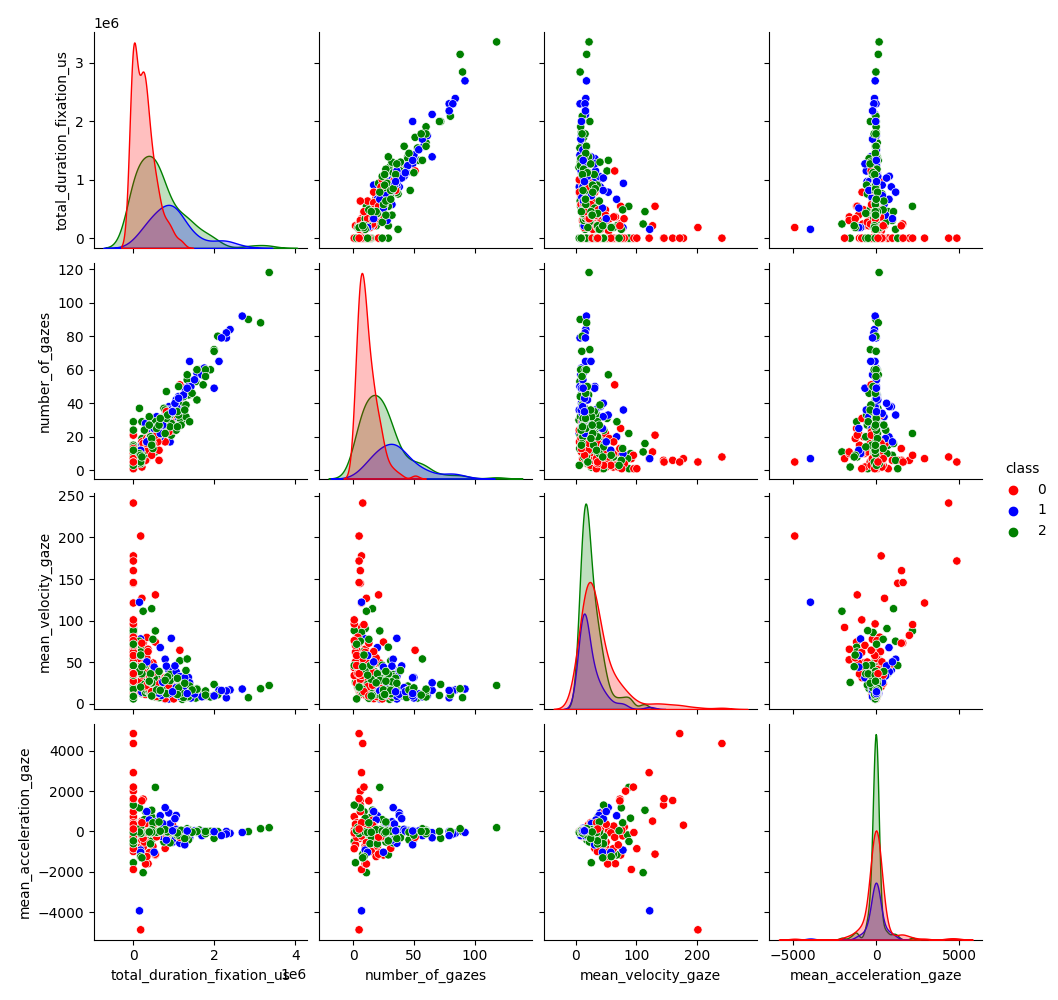 1e6
total_duration_fixation_us
3
2
1
0
number_of_gazes
120
100
80
60
40
20
0
class
0
1
2
mean_velocity_gaze
250
200
150
100
50
0
mean_acceleration_gaze
4000
2000
0
−2000
−4000
0 2 4
0 50 100
0 100 200
−5000 0 5000
1e6
total_duration_fixation_us
number_of_gazes
mean_velocity_gaze
mean_acceleration_gaze